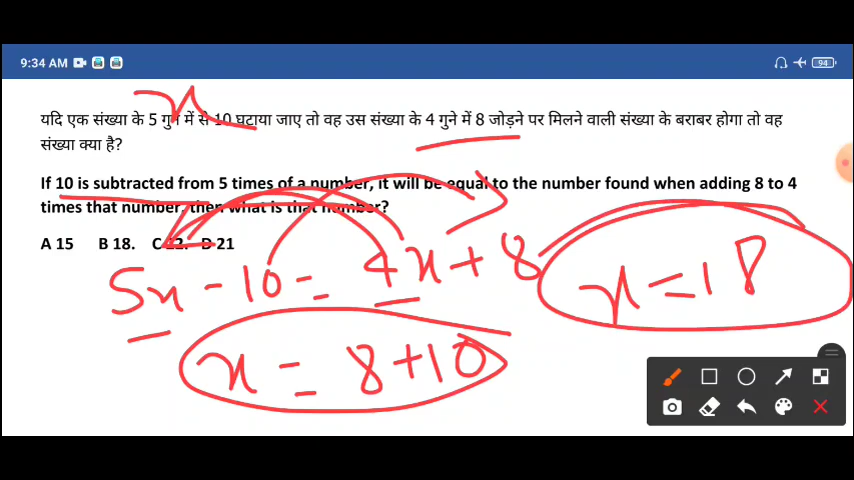 9:34 AM
94
यदि एक संख्या के 5 गुने में से 10 घटाया जाए तो वह उस संख्या के 4 गुने में 8 जोड़ने पर मिलने वाली संख्या के बराबर होगा तो वह
संख्या क्या है?
x
If 10 is subtracted from 5 times of a number, it will be equal to the number found when adding 8 to 4
times that number, then what is that number?
A 15 B 18. C 22. D 21
5x - 10 = 4x + 8
x = 18
x = 8 + 10